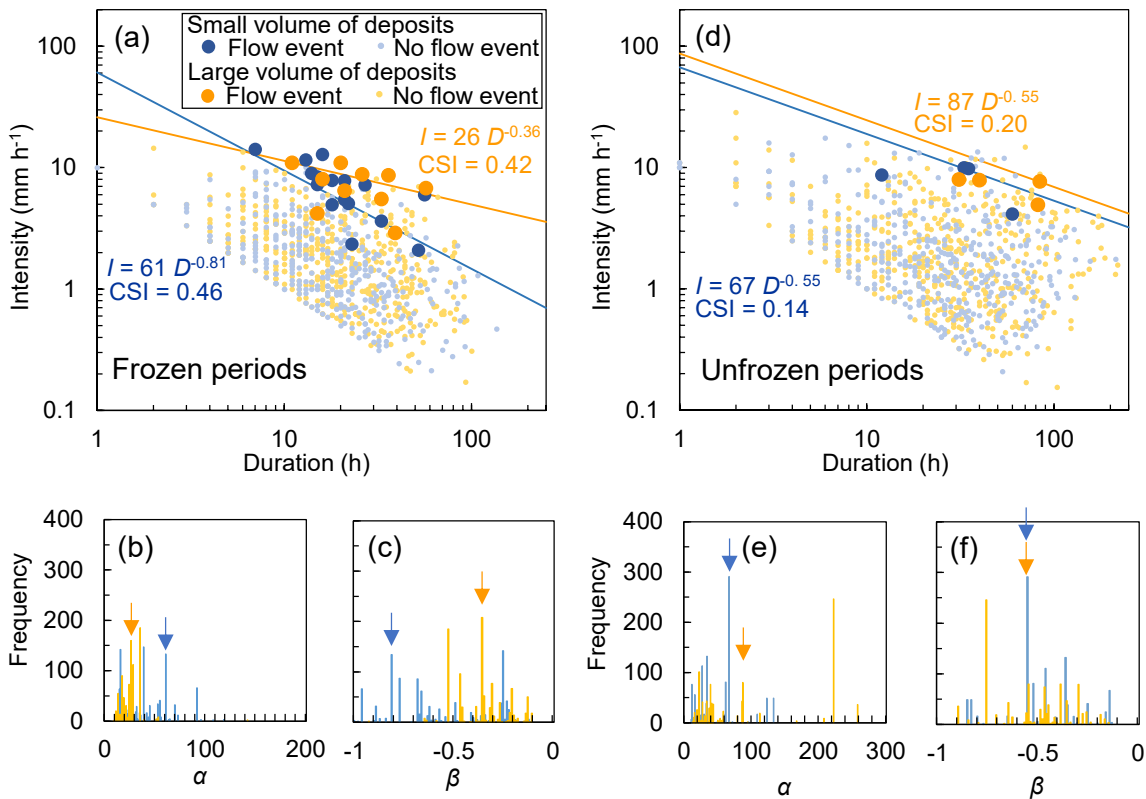 (a)
Small volume of deposits
Flow event No flow event
Large volume of deposits
Flow event No flow event
100
10
1
0.1
Intensity (mm h-1)
I = 26 D-0.36
CSI = 0.42
I = 61 D-0.81
CSI = 0.46
Frozen periods
1 10 100
Duration (h)
(d)
100
10
1
0.1
Intensity (mm h-1)
I = 87 D-0. 55
CSI = 0.20
I = 67 D-0. 55
CSI = 0.14
Unfrozen periods
1 10 100
Duration (h)
(b)
400
300
200
100
0
Frequency
0 100 200
α
(c)
-1 -0.5 0
β
(e)
400
300
200
100
0
Frequency
0 100 200 300
α
(f)
-1 -0.5 0
β